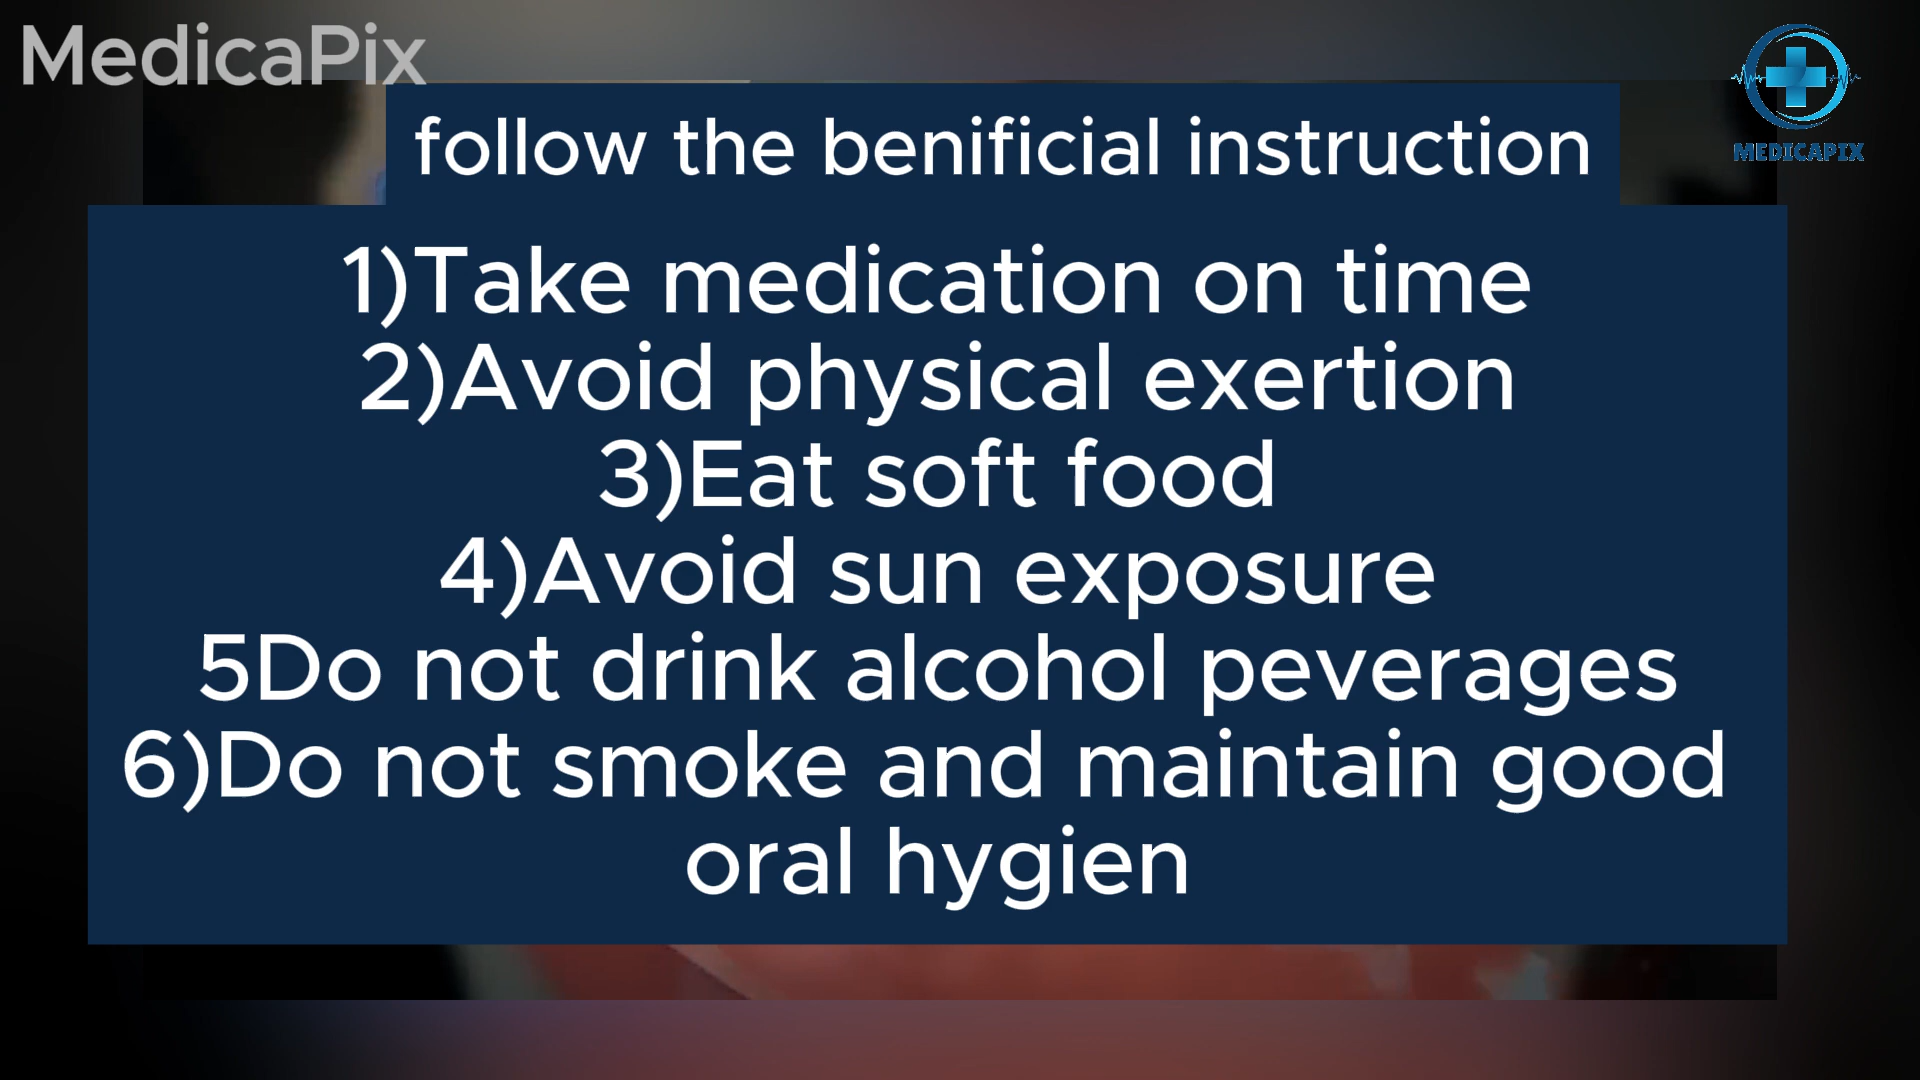 MedicaPix
MEDICAPIX
follow the benificial instruction
1)Take medication on time
2)Avoid physical exertion
3)Eat soft food
4)Avoid sun exposure
5Do not drink alcohol peverages
6)Do not smoke and maintain good
oral hygien